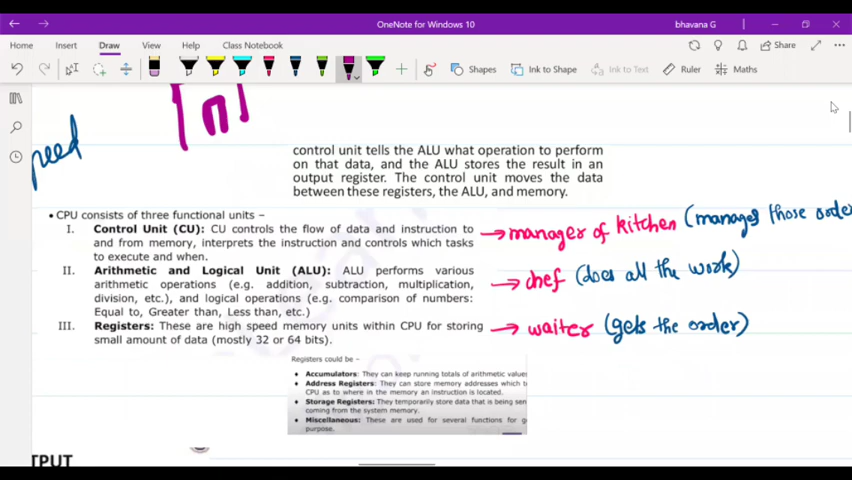 OneNote for Windows 10
bhavana G
Home Insert Draw View Help Class Notebook
Share
Shapes Ink to Shape Ink to Text Ruler Maths
control unit tells the ALU what operation to perform
on that data, and the ALU stores the result in an
output register. The control unit moves the data
between these registers, the ALU, and memory.
• CPU consists of three functional units –
I. Control Unit (CU): CU controls the flow of data and instruction to
and from memory, interprets the instruction and controls which tasks
to execute and when.
→ manager of kitchen (manages those order
II. Arithmetic and Logical Unit (ALU): ALU performs various
arithmetic operations (e.g. addition, subtraction, multiplication,
division, etc.), and logical operations (e.g. comparison of numbers:
Equal to, Greater than, Less than, etc.)
→ chef (does all the work)
III. Registers: These are high speed memory units within CPU for storing
small amount of data (mostly 32 or 64 bits).
→ waiter (gets the order)
Registers could be –
• Accumulators: They can keep running totals of arithmetic values
• Address Registers: They can store memory addresses which t
CPU as to where in the memory an instruction is located.
• Storage Registers: They temporarily store data that is being sen
coming from the system memory.
• Miscellaneous: These are used for several functions for g
purpose.